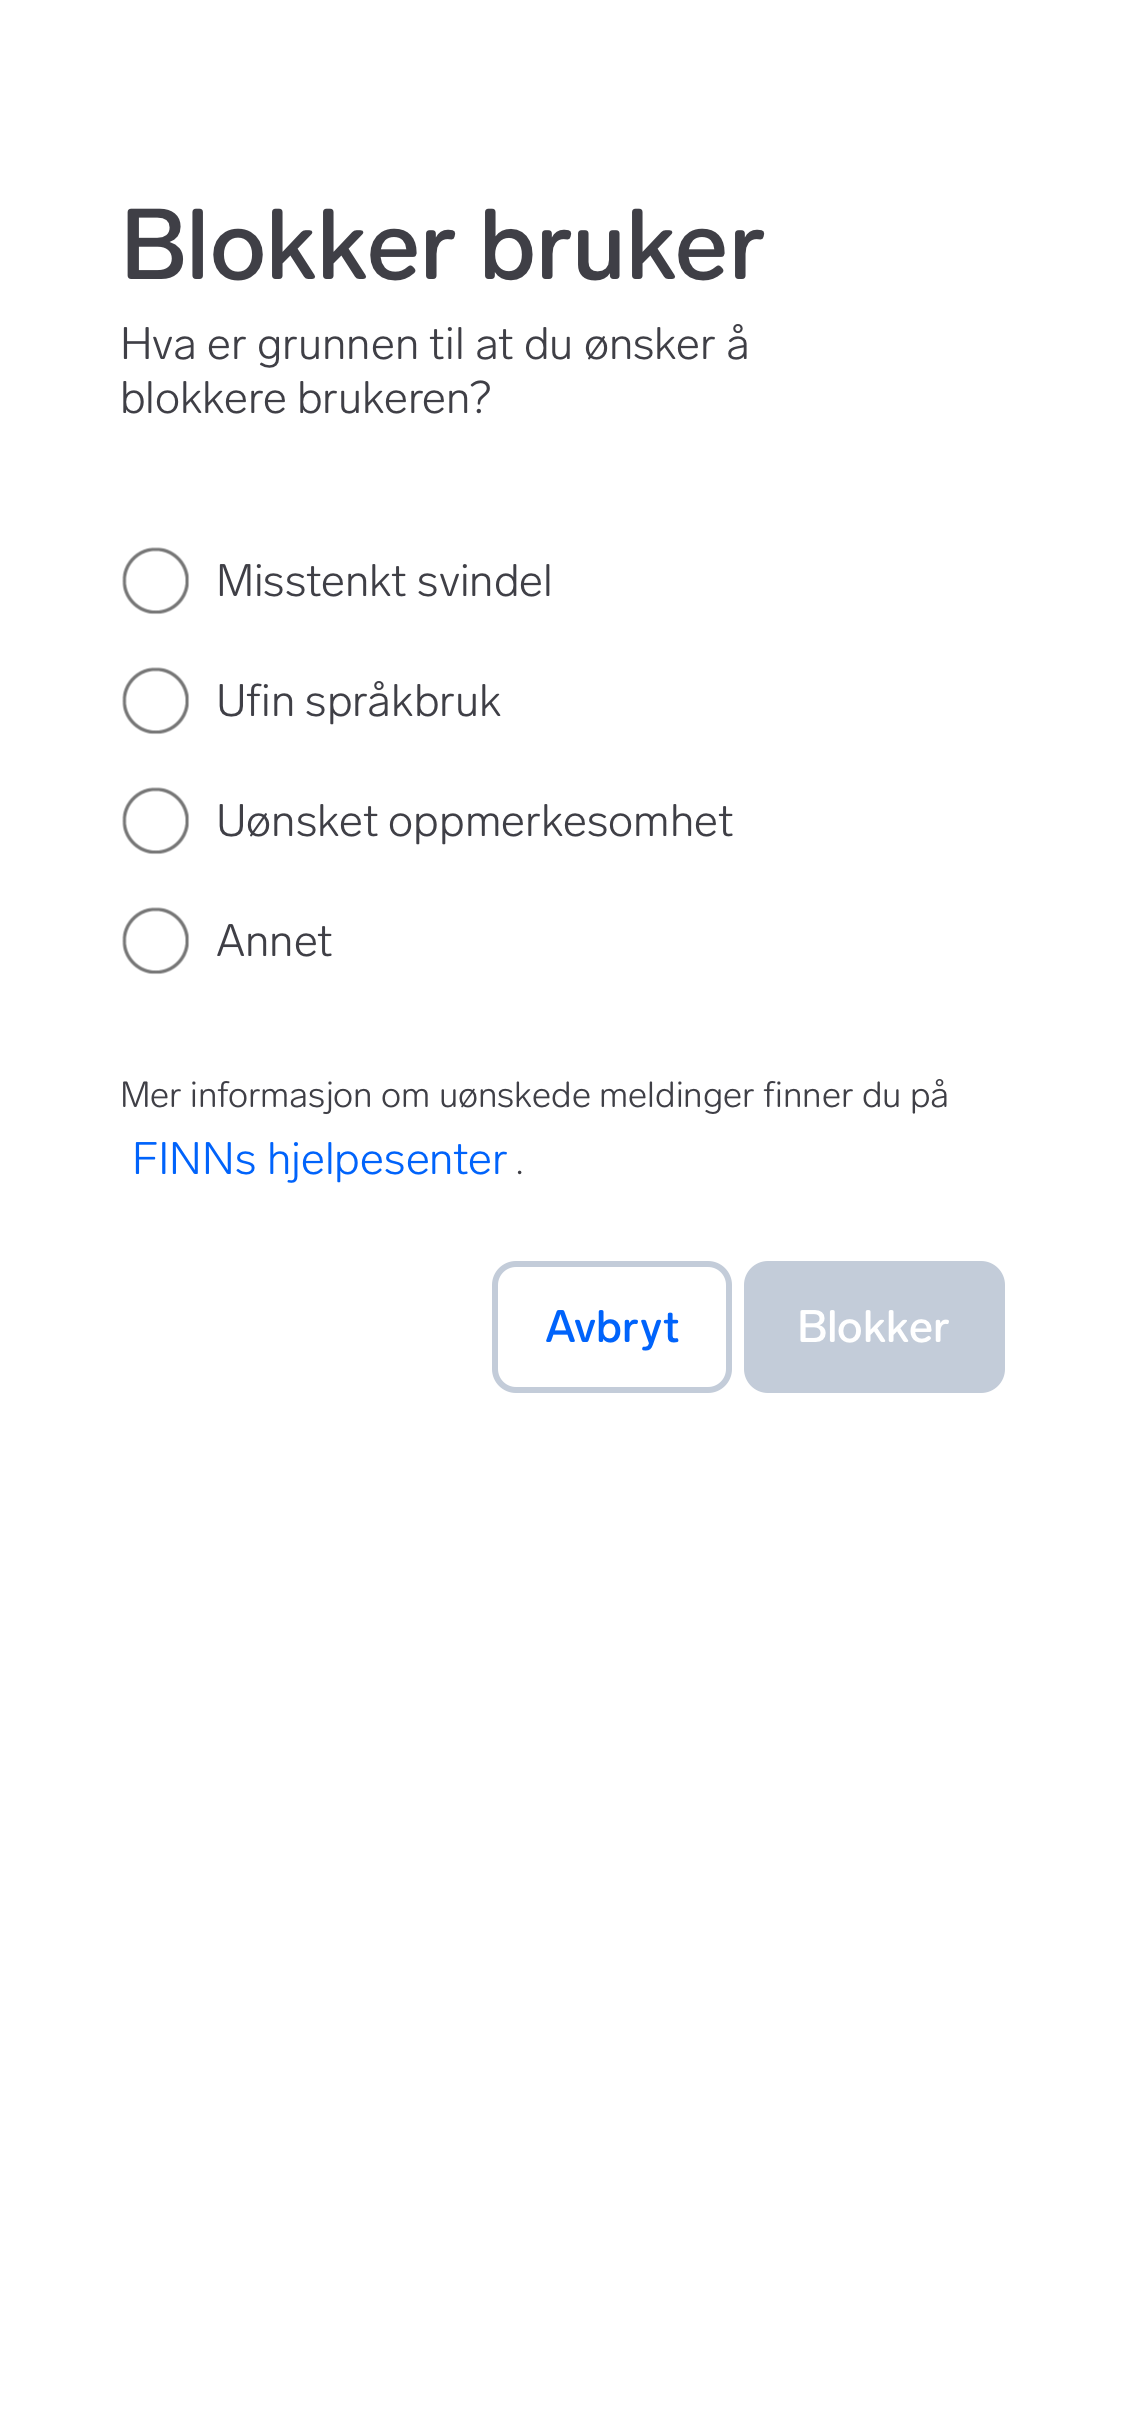 Blokker bruker
Hva er grunnen til at du ønsker å
blokkere brukeren?
Misstenkt svindel
Ufin språkbruk
Uønsket oppmerkesomhet
Annet
Mer informasjon om uønskede meldinger finner du på
FINNs hjelpesenter .
Avbryt
Blokker